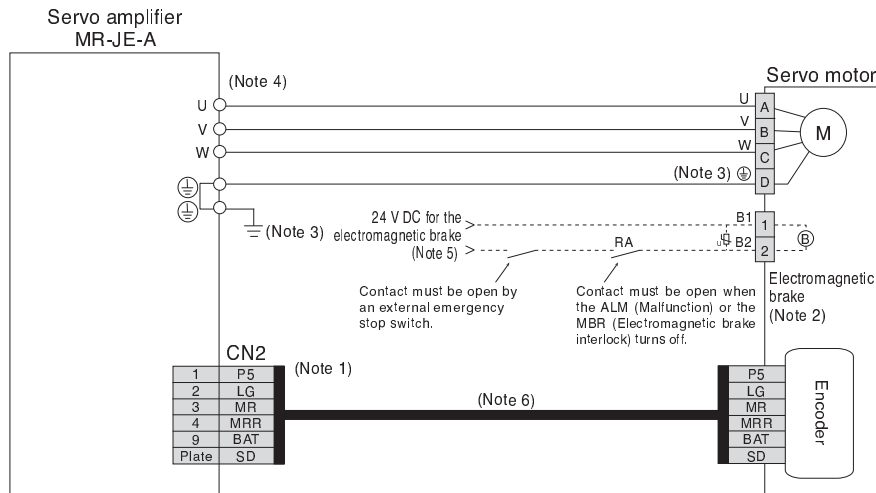 Servo amplifier
MR-JE-A
(Note 4)
Servo motor
U
U
A
V
V
B
M
W
W
C
(Note 3)
D
(Note 3)
24 V DC for the
electromagnetic brake
(Note 5)
B1
1
U
B2
2
B
RA
Contact must be open by
an external emergency
stop switch.
Contact must be open when
the ALM (Malfunction) or the
MBR (Electromagnetic brake
interlock) turns off.
Electromagnetic
brake
(Note 2)
CN2
(Note 1)
(Note 6)
1 P5
2 LG
3 MR
4 MRR
9 BAT
Plate SD
P5
LG
MR
MRR
BAT
SD
Encoder